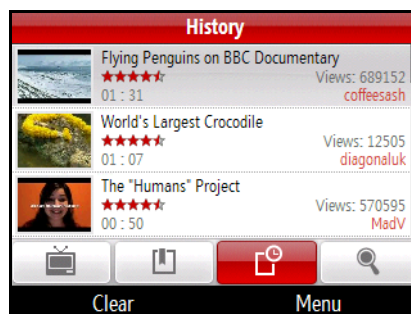 History
Flying Penguins on BBC Documentary
Views: 689152
01 : 31
coffeesash
World's Largest Crocodile
Views: 12505
01 : 07
diagonaluk
The "Humans" Project
Views: 570595
00 : 50
MadV
Clear
Menu